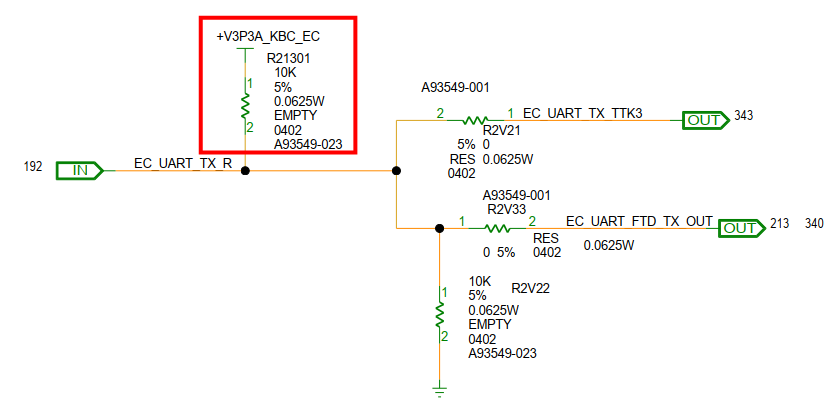 +V3P3A_KBC_EC
R21301
10K
1
5%
0.0625W
EMPTY
2
0402
A93549-023
192
IN
EC_UART_TX_R
A93549-001
2
1
EC_UART_TX_TTK3
OUT
343
R2V21
5% 0
RES 0.0625W
0402
A93549-001
R2V33
1
2
EC_UART_FTD_TX_OUT
OUT
213 340
0 5%
RES
0402
0.0625W
10K
R2V22
1
5%
0.0625W
EMPTY
2
0402
A93549-023